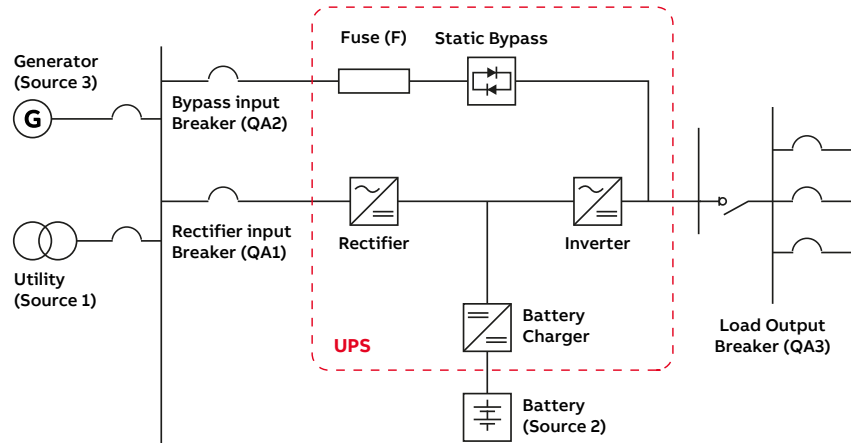 Generator
(Source 3)
G
Bypass input
Breaker (QA2)
Fuse (F)
Static Bypass
Utility
(Source 1)
Rectifier input
Breaker (QA1)
Rectifier
Inverter
Battery
Charger
UPS
Battery
(Source 2)
Load Output
Breaker (QA3)